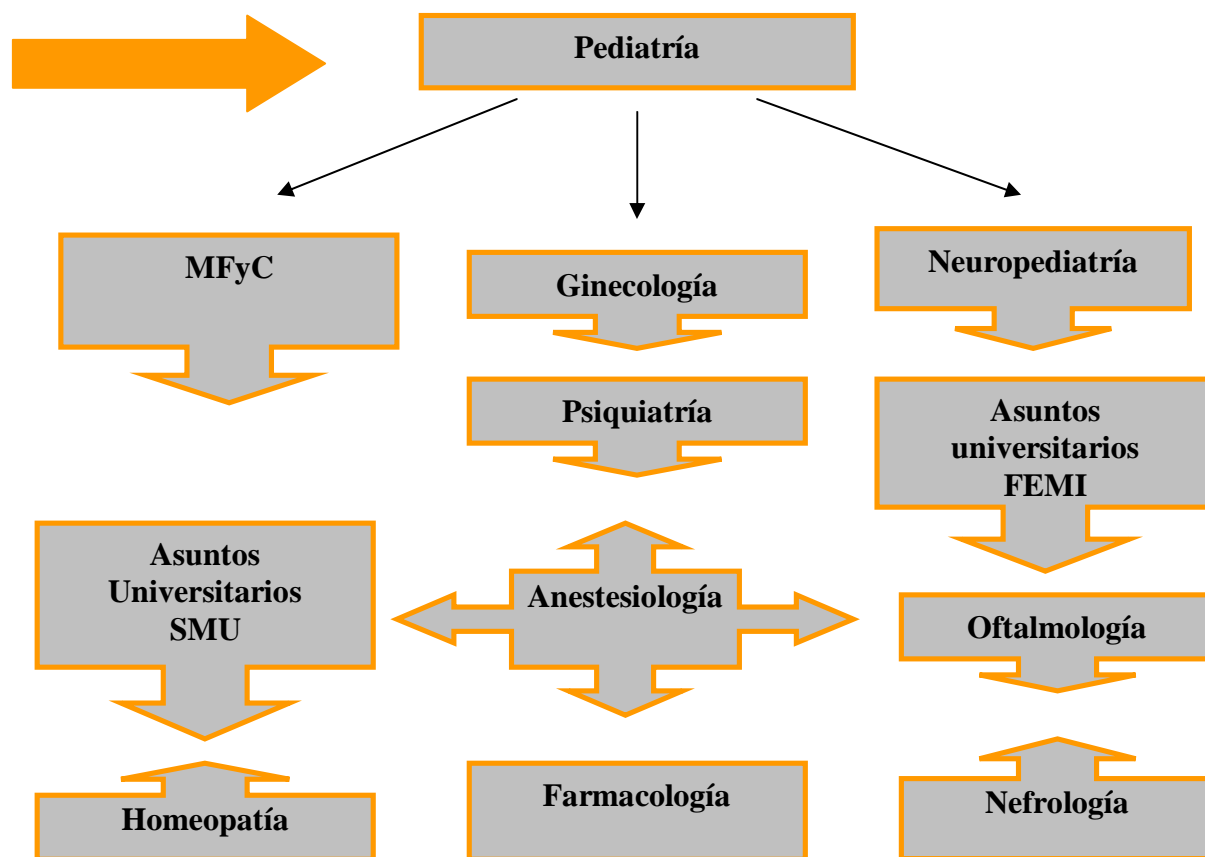 Pediatría
MFyC
Ginecología
Neuropediatría
Psiquiatría
Asuntos
universitarios
FEMI
Asuntos
Universitarios
SMU
Anestesiología
Oftalmología
Homeopatía
Farmacología
Nefrología